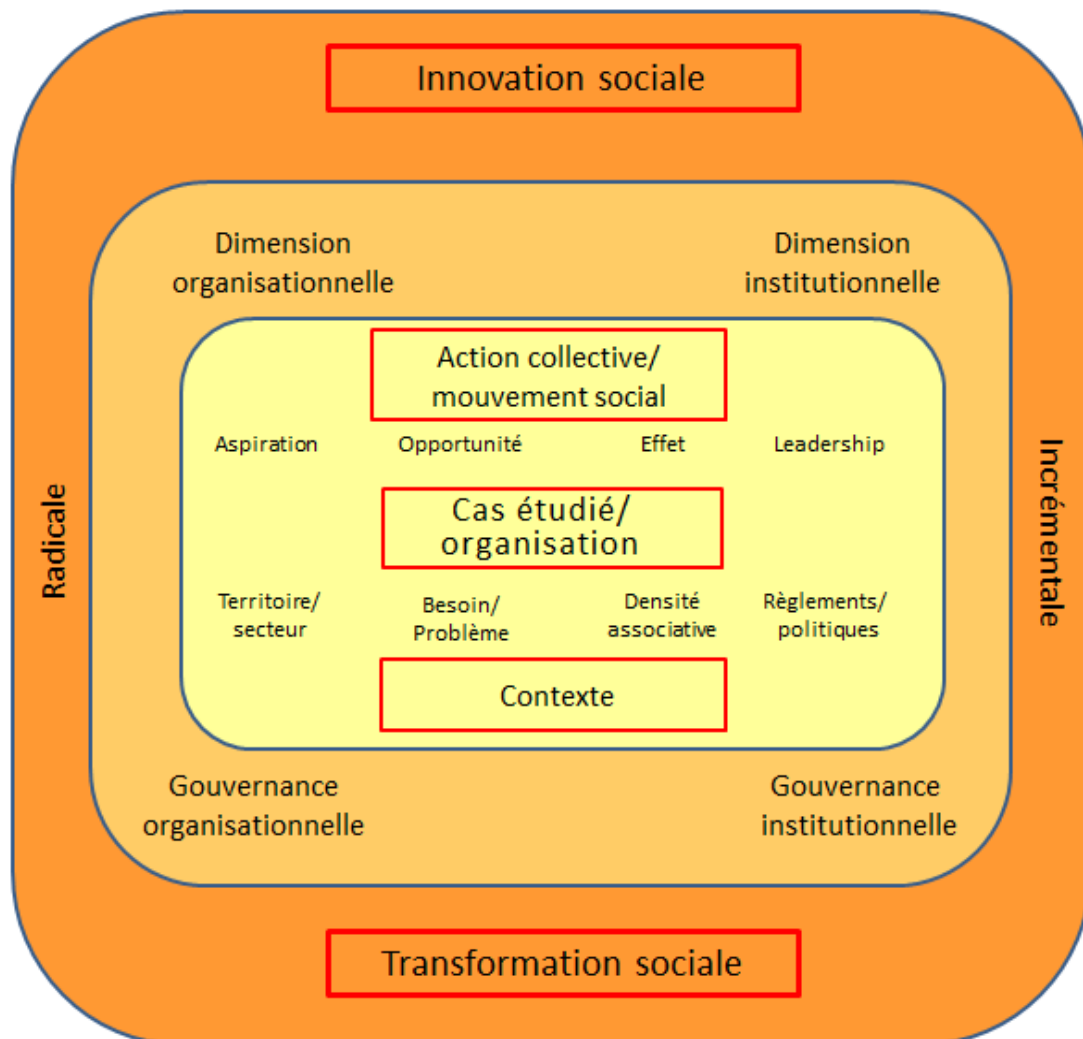 Innovation sociale
Dimension
organisationnelle
Dimension
institutionnelle
Action collective/
mouvement social
Aspiration
Opportunité
Effet
Leadership
Radicale
Incrémentale
Cas étudié/
organisation
Territoire/
secteur
Besoin/
Problème
Densité
associative
Règlements/
politiques
Contexte
Gouvernance
organisationnelle
Gouvernance
institutionnelle
Transformation sociale